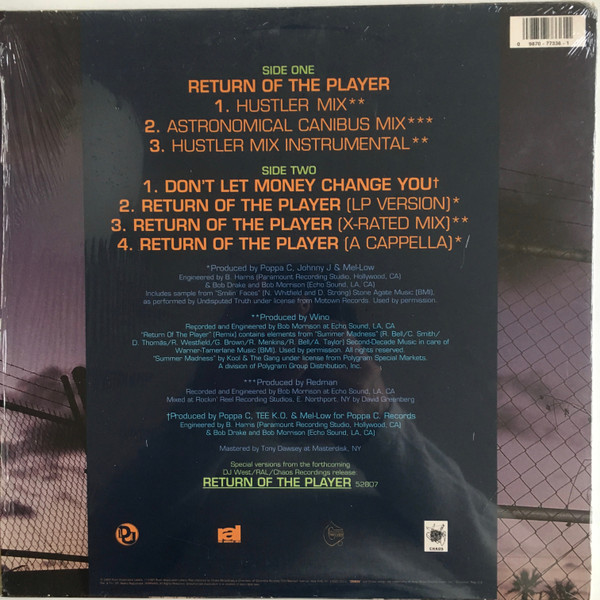 0 9876-77336-1
SIDE ONE
RETURN OF THE PLAYER
1. HUSTLER MIX**
2. ASTRONOMICAL CANIBUS MIX***
3. HUSTLER MIX INSTRUMENTAL**
SIDE TWO
1. DON'T LET MONEY CHANGE YOU†
2. RETURN OF THE PLAYER (LP VERSION)*
3. RETURN OF THE PLAYER (X-RATED MIX)**
4. RETURN OF THE PLAYER (A CAPPELLA)*
*Produced by Poppa C, Johnny J & Mel-Low
Engineered by B. Harris (Paramount Recording Studio, Hollywood, CA)
& Bob Drake and Bob Morrison (Echo Sound, LA, CA)
Includes sample from "Smilin' Faces" (N. Whitfield and D. Strong) Stone Agate Music (BMI),
as performed by Undisputed Truth under license from Motown Records. Used by permission.
**Produced by Wino
Recorded and Engineered by Bob Morrison at Echo Sound, LA, CA
"Return Of The Player" (Remix) contains elements from "Summer Madness" (R. Bell/C. Smith/
D. Thomas/R. Westfield/G. Brown/R. Menkins/R. Bell/A. Taylor) Second-Decade Music in care of
Warner-Tamerlane Music (BMI). Used by permission. All rights reserved.
"Summer Madness" by Kool & The Gang under license from Polygram Special Markets.
A division of Polygram Group Distribution, Inc.
***Produced by Redman
Recorded and Engineered by Bob Morrison at Echo Sound, LA, CA
Mixed at Rockin' Reel Recording Studios, E. Northport, NY by David Greenberg
†Produced by Poppa C, TEE K.O. & Mel-Low for Poppa C. Records
Engineered by B. Harris (Paramount Recording Studio, Hollywood, CA)
& Bob Drake and Bob Morrison (Echo Sound, LA, CA)
Mastered by Tony Dawsey at Masterdisk, NY
Special versions from the forthcoming
DJ West/RAL/Chaos Recordings release
RETURN OF THE PLAYER 52807
CHAOS